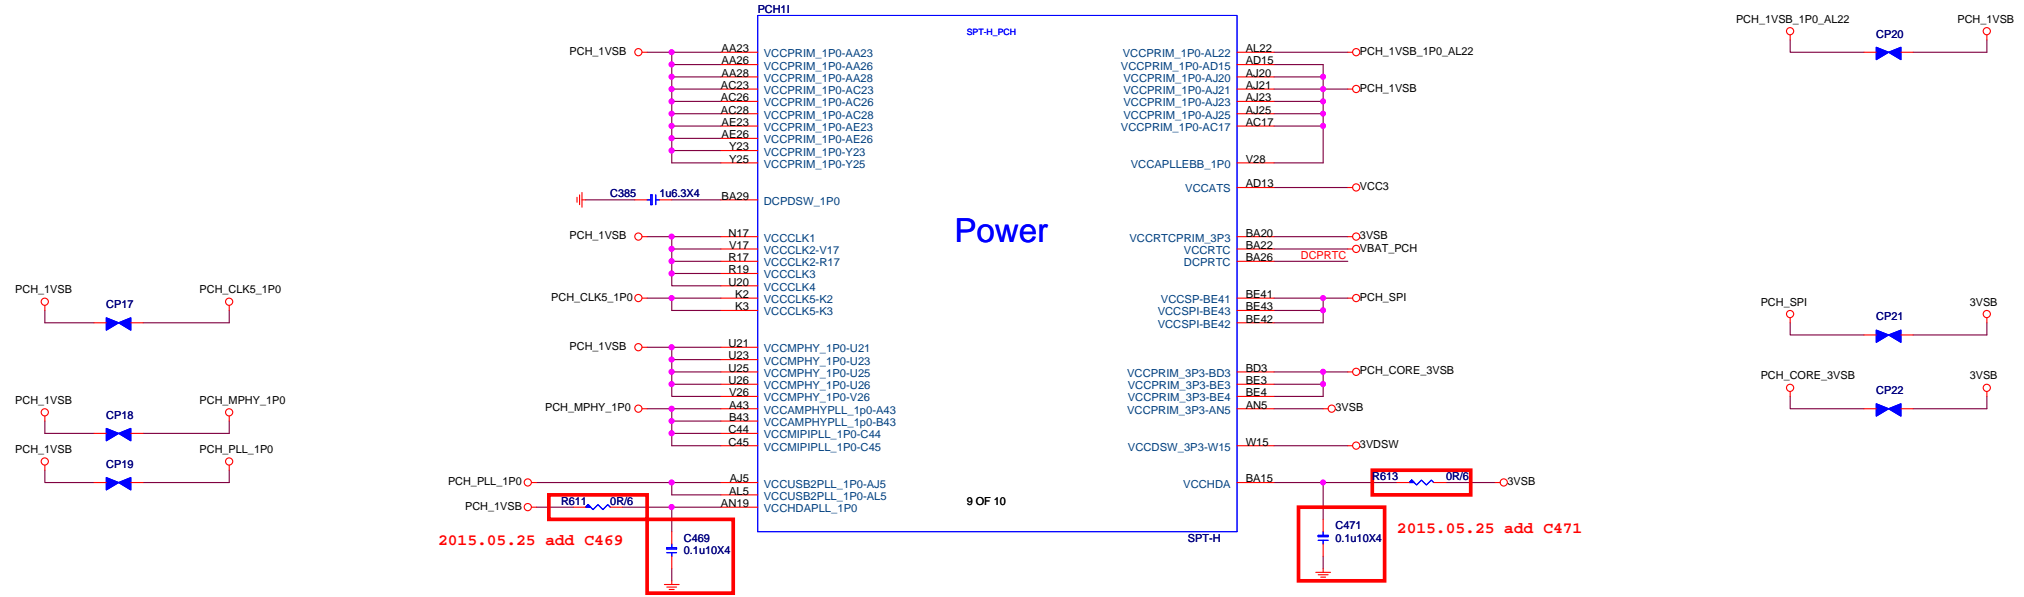 PCH1I
SPT-H_PCH
PCH_1VSB
AA23 VCCPRIM_1P0-AA23
AA26 VCCPRIM_1P0-AA26
AA28 VCCPRIM_1P0-AA28
AC23 VCCPRIM_1P0-AC23
AC26 VCCPRIM_1P0-AC26
AC28 VCCPRIM_1P0-AC28
AE23 VCCPRIM_1P0-AE23
AE26 VCCPRIM_1P0-AE26
Y23 VCCPRIM_1P0-Y23
Y25 VCCPRIM_1P0-Y25
C385 1u6.3X4 BA29 DCPDSW_1P0
PCH_1VSB
N17 VCCCLK1
V17 VCCCLK2-V17
R17 VCCCLK2-R17
R19 VCCCLK3
U20 VCCCLK4
PCH_CLK5_1P0 K2 VCCCLK5-K2
K3 VCCCLK5-K3
PCH_1VSB
U21 VCCMPHY_1P0-U21
U23 VCCMPHY_1P0-U23
U25 VCCMPHY_1P0-U25
U26 VCCMPHY_1P0-U26
V26 VCCMPHY_1P0-V26
PCH_MPHY_1P0 A43 VCCAMPHYPLL_1p0-A43
B43 VCCAMPHYPLL_1p0-B43
C44 VCCMIPIPLL_1P0-C44
C45 VCCMIPIPLL_1P0-C45
PCH_PLL_1P0 AJ5 VCCUSB2PLL_1P0-AJ5
AL5 VCCUSB2PLL_1P0-AL5
PCH_1VSB R611 0R/6 AN19 VCCHDAPLL_1P0
2015.05.25 add C469
C469
0.1u10X4
Power
9 OF 10
SPT-H
VCCPRIM_1P0-AL22 AL22 PCH_1VSB_1P0_AL22
VCCPRIM_1P0-AD15 AD15
VCCPRIM_1P0-AJ20 AJ20
VCCPRIM_1P0-AJ21 AJ21 PCH_1VSB
VCCPRIM_1P0-AJ23 AJ23
VCCPRIM_1P0-AJ25 AJ25
VCCPRIM_1P0-AC17 AC17
VCCAPLLEBB_1P0 V28
VCCATS AD13 VCC3
VCCRTCPRIM_3P3 BA20 3VSB
VCCRTC BA22 VBAT_PCH
DCPRTC BA26 DCPRTC
VCCSP-BE41 BE41 PCH_SPI
VCCSPI-BE43 BE43
VCCSPI-BE42 BE42
VCCPRIM_3P3-BD3 BD3 PCH_CORE_3VSB
VCCPRIM_3P3-BE3 BE3
VCCPRIM_3P3-BE4 BE4
VCCPRIM_3P3-AN5 AN5 3VSB
VCCDSW_3P3-W15 W15 3VDSW
VCCHDA BA15 R613 0R/6 3VSB
C471
0.1u10X4
2015.05.25 add C471
PCH_1VSB CP17 PCH_CLK5_1P0
PCH_1VSB CP18 PCH_MPHY_1P0
PCH_1VSB CP19 PCH_PLL_1P0
PCH_1VSB_1P0_AL22 CP20 PCH_1VSB
PCH_SPI CP21 3VSB
PCH_CORE_3VSB CP22 3VSB